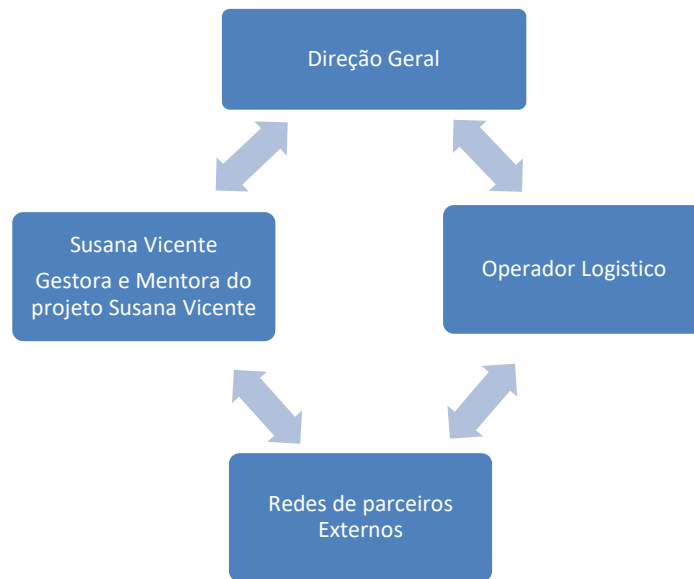 Direção Geral
Susana Vicente
Gestora e Mentora do
projeto Susana Vicente
Operador Logistico
Redes de parceiros
Externos